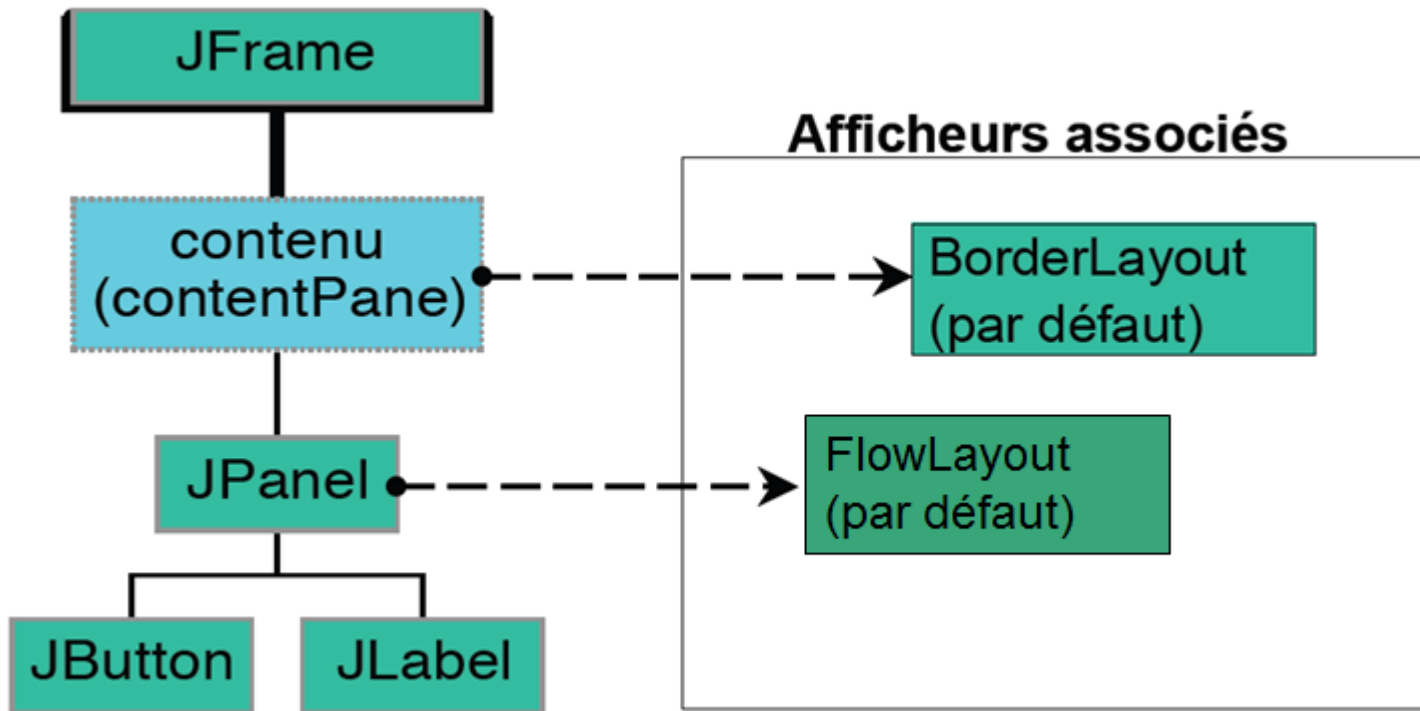 JFrame
Afficheurs associés
contenu
(contentPane)
BorderLayout
(par défaut)
JPanel
FlowLayout
(par défaut)
JButton
JLabel